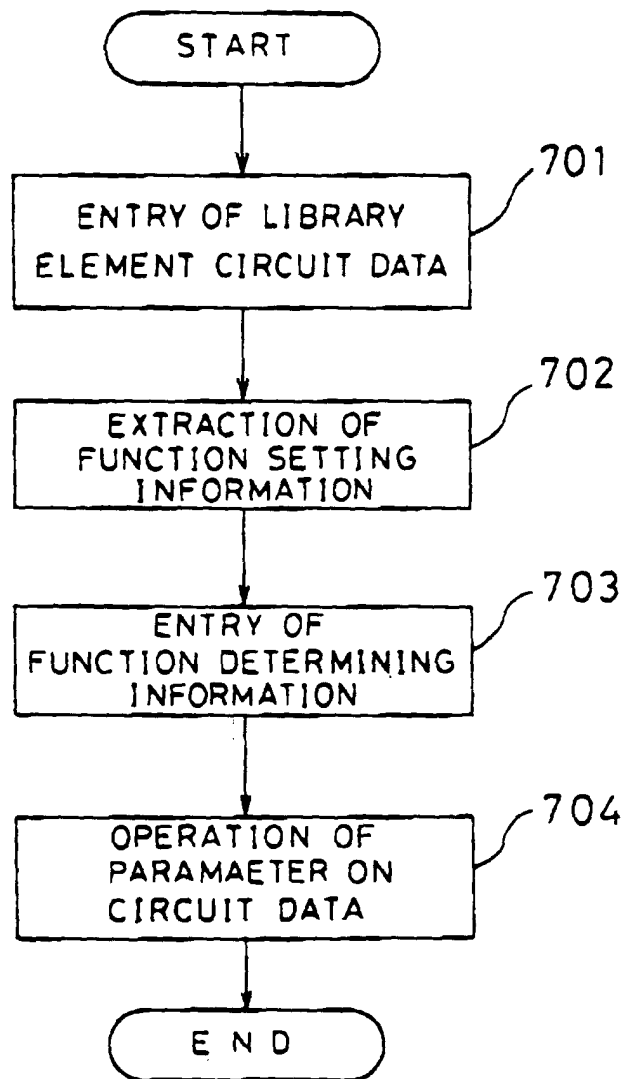 START
701
ENTRY OF LIBRARY
ELEMENT CIRCUIT DATA
702
EXTRACTION OF
FUNCTION SETTING
INFORMATION
703
ENTRY OF
FUNCTION DETERMINING
INFORMATION
704
OPERATION OF
PARAMAETER ON
CIRCUIT DATA
END